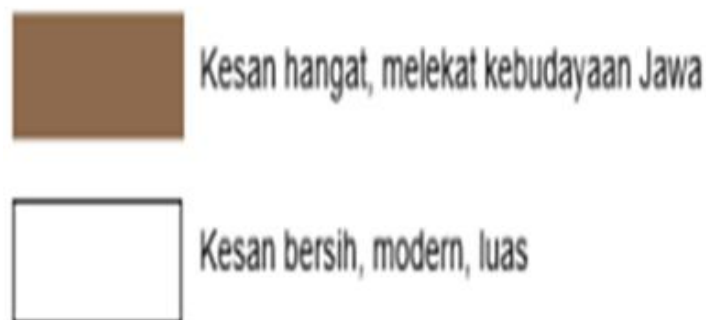 Kesan hangat, melekat kebudayaan Jawa
Kesan bersih, modern, luas